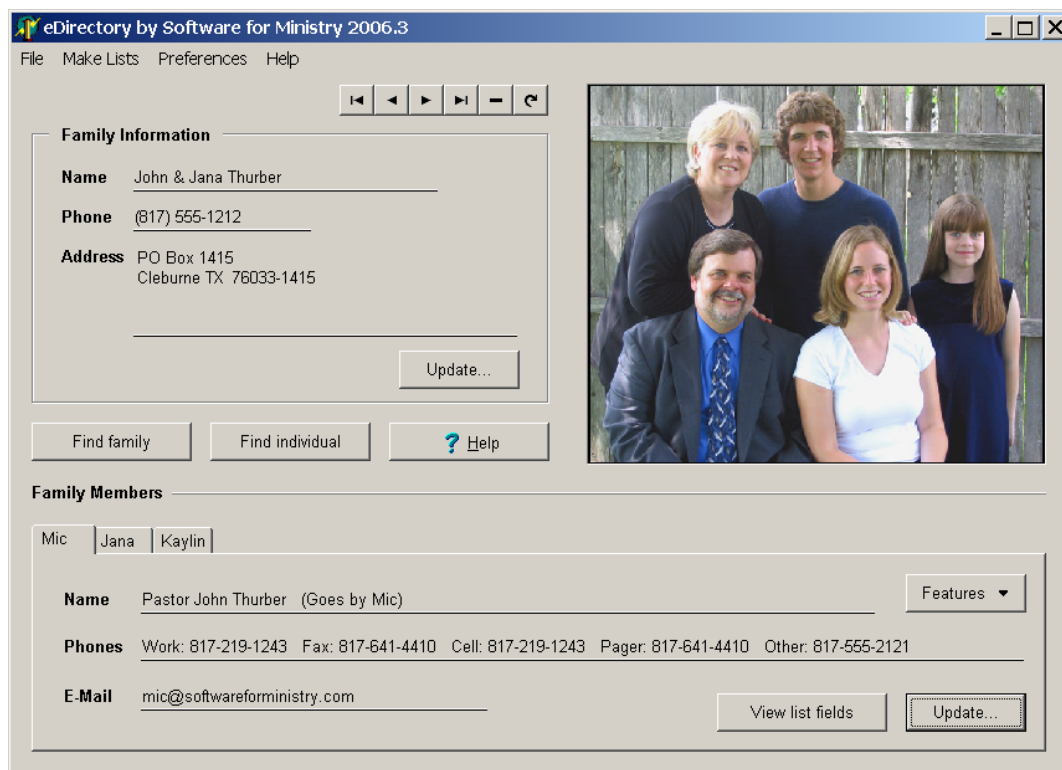 eDirectory by Software for Ministry 2006.3
File Make Lists Preferences Help
Family Information
Name John & Jana Thurber
Phone (817) 555-1212
Address PO Box 1415
Cleburne TX 76033-1415
Update...
Find family Find individual ? Help
Family Members
Mic Jana Kaylin
Name Pastor John Thurber (Goes by Mic) Features
Phones Work: 817-219-1243 Fax: 817-641-4410 Cell: 817-219-1243 Pager: 817-641-4410 Other: 817-555-2121
E-Mail mic@softwareforministry.com
View list fields Update...